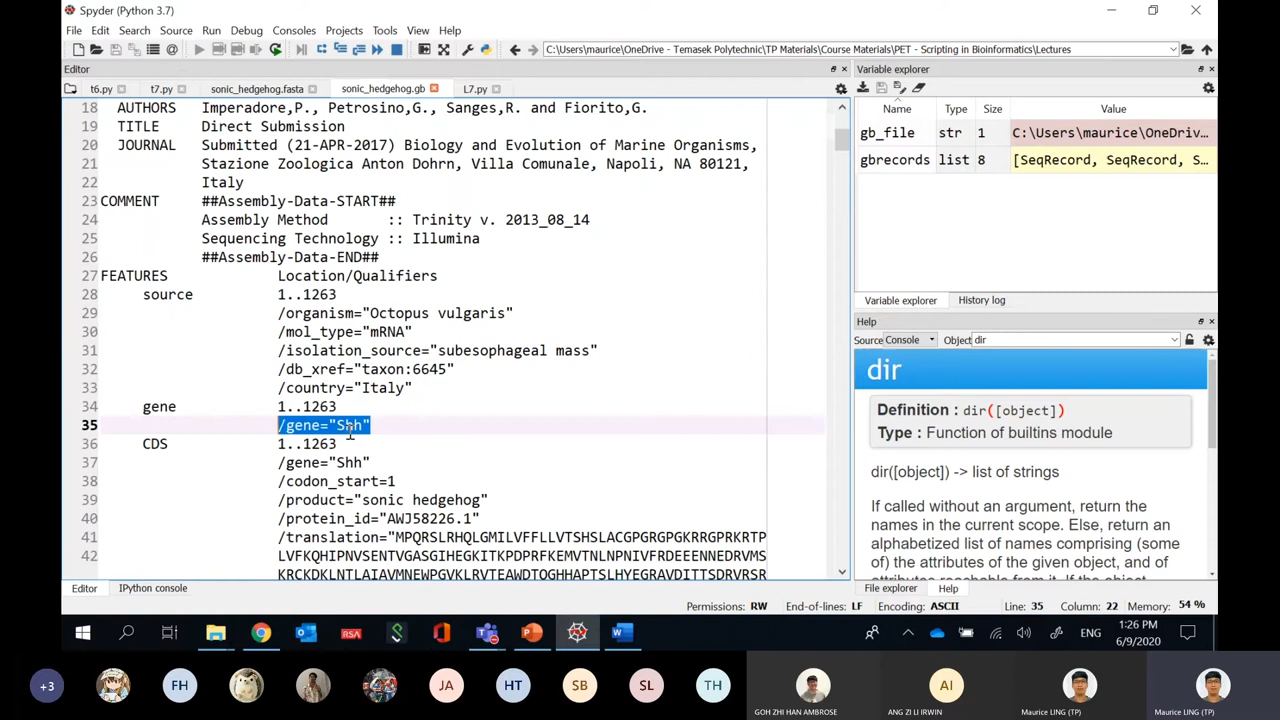 Spyder (Python 3.7)
File Edit Search Source Run Debug Consoles Projects Tools View Help
C:\Users\maurice\OneDrive - Temasek Polytechnic\TP Materials\Course Materials\PET - Scripting in Bioinformatics\Lectures
Editor
t6.py t7.py sonic_hedgehog.fasta sonic_hedgehog.gb L7.py
18 AUTHORS Imperadore,P., Petrosino,G., Sanges,R. and Fiorito,G.
19 TITLE Direct Submission
20 JOURNAL Submitted (21-APR-2017) Biology and Evolution of Marine Organisms,
21 Stazione Zoologica Anton Dohrn, Villa Comunale, Napoli, NA 80121,
22 Italy
23 COMMENT ##Assembly-Data-START##
24 Assembly Method :: Trinity v. 2013_08_14
25 Sequencing Technology :: Illumina
26 ##Assembly-Data-END##
27 FEATURES Location/Qualifiers
28 source 1..1263
29 /organism="Octopus vulgaris"
30 /mol_type="mRNA"
31 /isolation_source="subesophageal mass"
32 /db_xref="taxon:6645"
33 /country="Italy"
34 gene 1..1263
35 /gene="Shh"
36 CDS 1..1263
37 /gene="Shh"
38 /codon_start=1
39 /product="sonic hedgehog"
40 /protein_id="AWJ58226.1"
41 /translation="MPQRSLRHQLGMILVFFLLVTSHSLACGPGRGPGKRRGPRKRTP
42 LVFKQHIPNVSENTVGASGIHEGKITKPDPRFKEMVTNLNPNIVFRDEEENNEDRVMS
KRCKDKLNTLAIAVMNEWPGVKLRVTEAWDTOGHHAPTSLHYEGRAVDITTSDRVRSR
Editor IPython console
Variable explorer
Name Type Size Value
gb_file str 1 C:\Users\maurice\OneDriv...
gbrecords list 8 [SeqRecord, SeqRecord, S...
Variable explorer History log
Help
Source Console Object dir
dir
Definition : dir([object])
Type : Function of builtins module
dir([object]) -> list of strings
If called without an argument, return the
names in the current scope. Else, return an
alphabetized list of names comprising (some
of) the attributes of the given object, and of
attributes reachable from it. If the object
File explorer Help
Permissions: RW End-of-lines: LF Encoding: ASCII Line: 35 Column: 22 Memory: 54 %
RSA
ENG
1:26 PM
6/9/2020
+3 FH JA HT SB SL TH AI
GOH ZHI HAN AMBROSE ANG ZI LI IRWIN Maurice LING (TP) Maurice LING (TP)